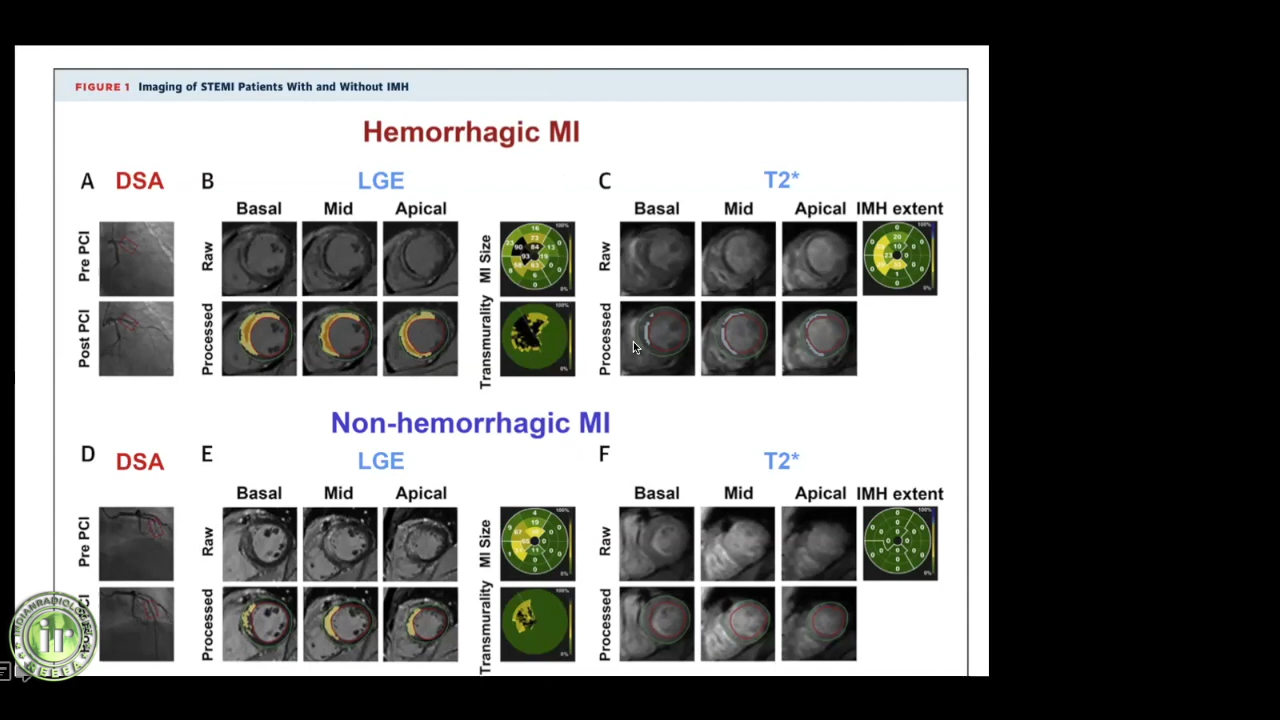 FIGURE 1 Imaging of STEMI Patients With and Without IMH
Hemorrhagic MI
A DSA B LGE C T2*
Basal Mid Apical Basal Mid Apical IMH extent
Pre PCI Raw MI Size Raw
Post PCI Processed Transmurality Processed
Non-hemorrhagic MI
D DSA E LGE F T2*
Basal Mid Apical Basal Mid Apical IMH extent
Pre PCI Raw MI Size Raw
Processed Transmurality Processed
ir